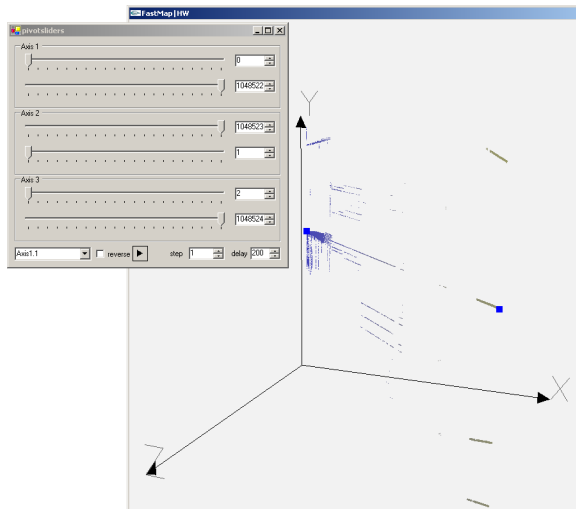 FastMap | HW
pivotsliders
Axis 1
0
1048522
Axis 2
1048523
1
Axis 3
2
1048524
Axis1.1 reverse step 1 delay 200
Y
X
Z